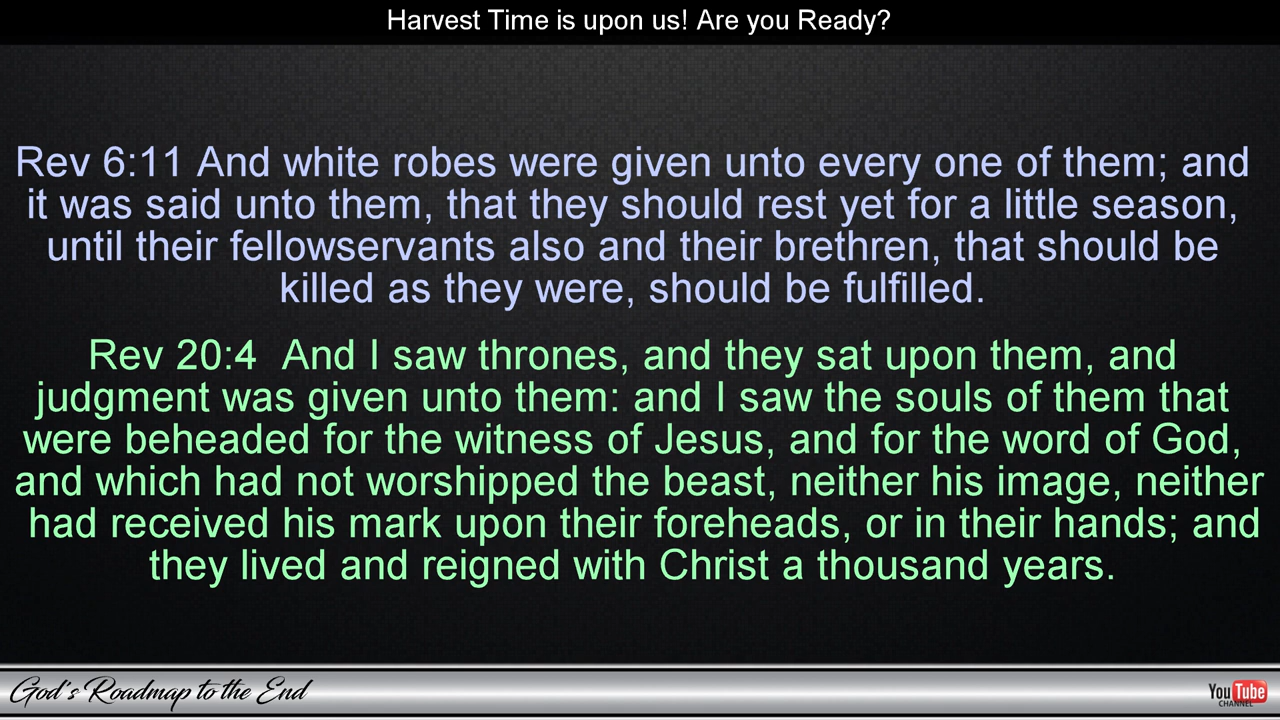 Harvest Time is upon us! Are you Ready?
Rev 6:11 And white robes were given unto every one of them; and
it was said unto them, that they should rest yet for a little season,
until their fellowservants also and their brethren, that should be
killed as they were, should be fulfilled.
Rev 20:4  And I saw thrones, and they sat upon them, and
judgment was given unto them: and I saw the souls of them that
were beheaded for the witness of Jesus, and for the word of God,
and which had not worshipped the beast, neither his image, neither
had received his mark upon their foreheads, or in their hands; and
they lived and reigned with Christ a thousand years.
God's Roadmap to the End
YouTube
CHANNEL